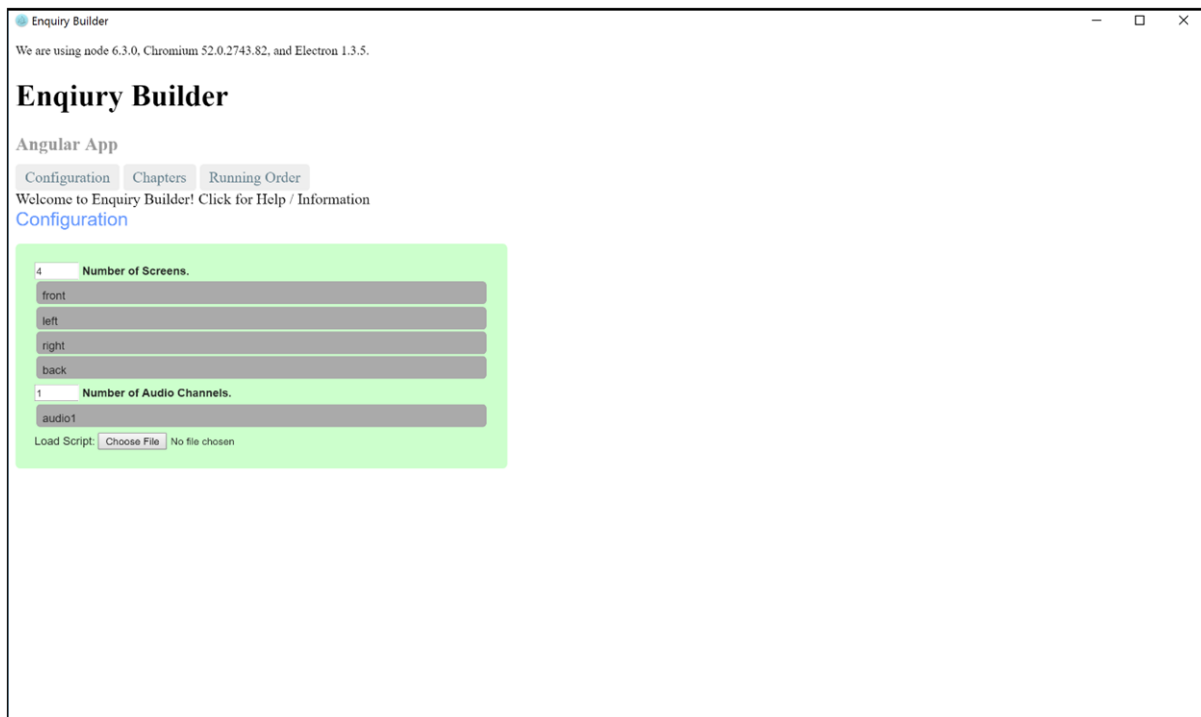 Enquiry Builder
We are using node 6.3.0, Chromium 52.0.2743.82, and Electron 1.3.5.
Enqiury Builder
Angular App
Configuration Chapters Running Order
Welcome to Enquiry Builder! Click for Help / Information
Configuration
4 Number of Screens.
front
left
right
back
1 Number of Audio Channels.
audio1
Load Script: Choose File No file chosen